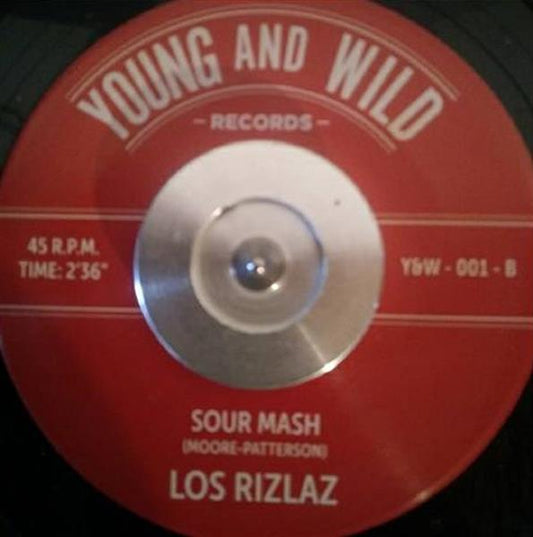 YOUNG AND WILD
– RECORDS –
45 R.P.M.
TIME: 2'36"
Y&W - 001 - B
SOUR MASH
(MOORE-PATTERSON)
LOS RIZLAZ